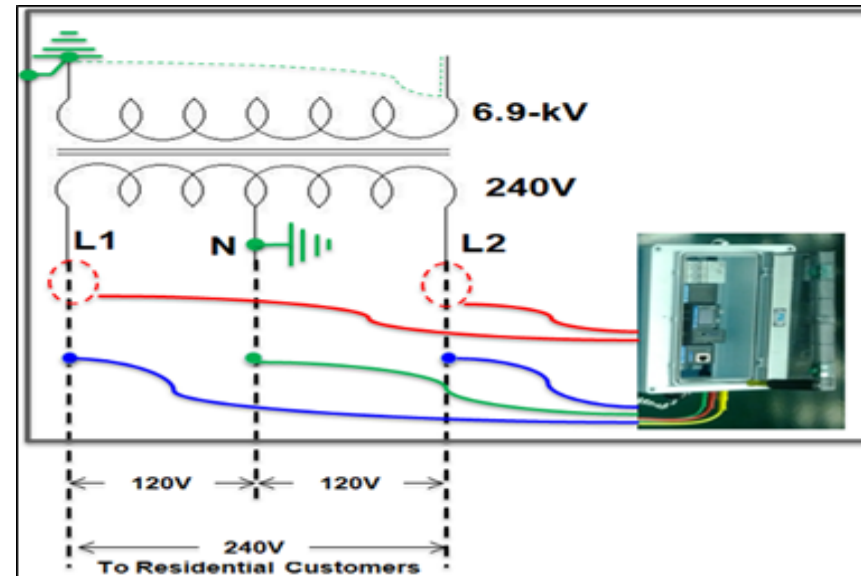 6.9-kV
240V
L1
N
L2
120V
120V
240V
To Residential Customers